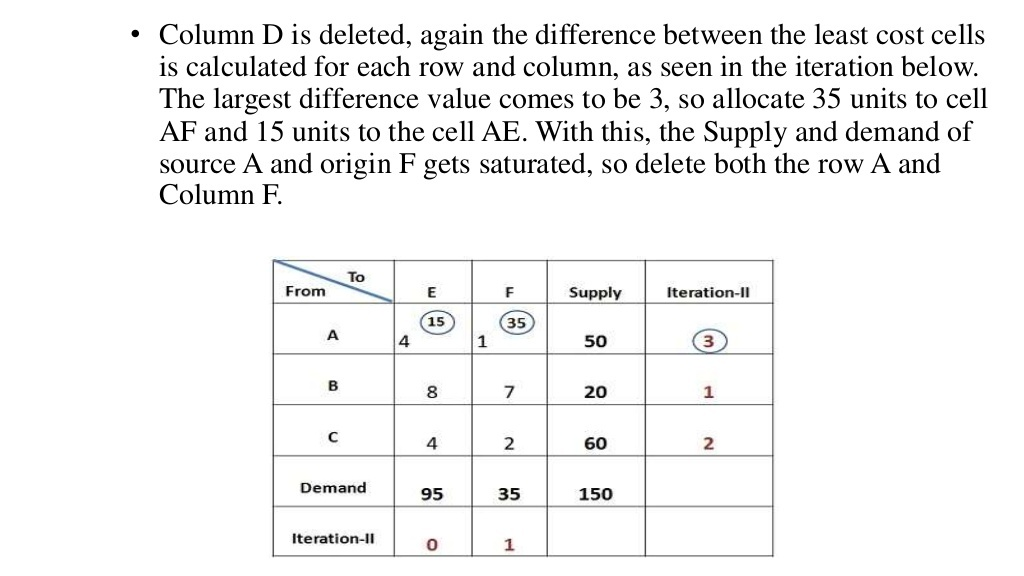 • Column D is deleted, again the difference between the least cost cells
is calculated for each row and column, as seen in the iteration below.
The largest difference value comes to be 3, so allocate 35 units to cell
AF and 15 units to the cell AE. With this, the Supply and demand of
source A and origin F gets saturated, so delete both the row A and
Column F.
To
From E F Supply Iteration-II
15 35
A 4 1 50 3
B 8 7 20 1
C 4 2 60 2
Demand 95 35 150
Iteration-II 0 1